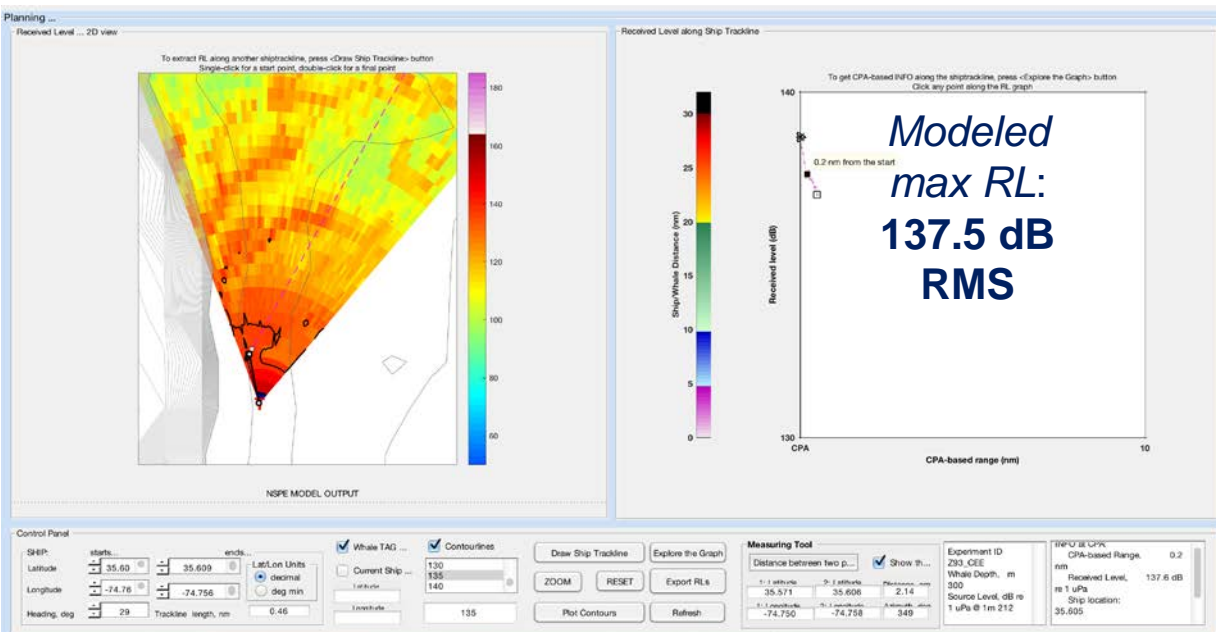 Planning ...
Received Level ... 2D view
To extract RL along another shiptrackline, press <Draw Ship Trackline> button
Single-click for a start point, double-click for a final point
180
160
140
120
100
80
60
NSPE MODEL OUTPUT
Received Level along Ship Trackline
To get CPA-based INFO along the shiptrackline, press <Explore the Graph> button
Click any point along the RL graph
30
25
20
15
10
5
0
Ship/Whale Distance (nm)
140
130
Received level (dB)
0.2 nm from the start
CPA
10
CPA-based range (nm)
Modeled
max RL:
137.5 dB
RMS
Control Panel
SHIP:
starts...
ends...
Latitude
35.60
35.609
Longitude
-74.76
-74.756
Heading, deg
29
Trackline length, nm
0.46
Lat/Lon Units
decimal
deg min
Whale TAG ...
Current Ship ...
Latitude
Longitude
Contourlines
130
135
140
135
Draw Ship Trackline
Explore the Graph
ZOOM
RESET
Export RLs
Plot Contours
Refresh
Measuring Tool
Distance between two p...
Show th...
1: Latitude
2: Latitude
Distance, nm
35.571
35.606
2.14
1: Longitude
2: Longitude
Azimuth, deg
-74.750
-74.758
349
Experiment ID
Z93_CEE
Whale Depth, m
300
Source Level, dB re
1 uPa @ 1m 212
INFO at CPA:
CPA-based Range, 0.2
nm
Received Level, 137.6 dB
re 1 uPa
Ship location:
35.605